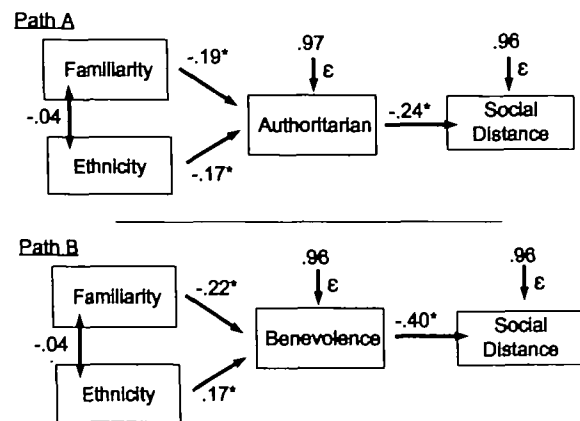 Path A
Familiarity
-.19*
.97
ε
.96
ε
-.04
Authoritarian
-.24*
Social
Distance
Ethnicity
-.17*
Path B
Familiarity
-.22*
.96
ε
.96
ε
-.04
Benevolence
-.40*
Social
Distance
Ethnicity
.17*